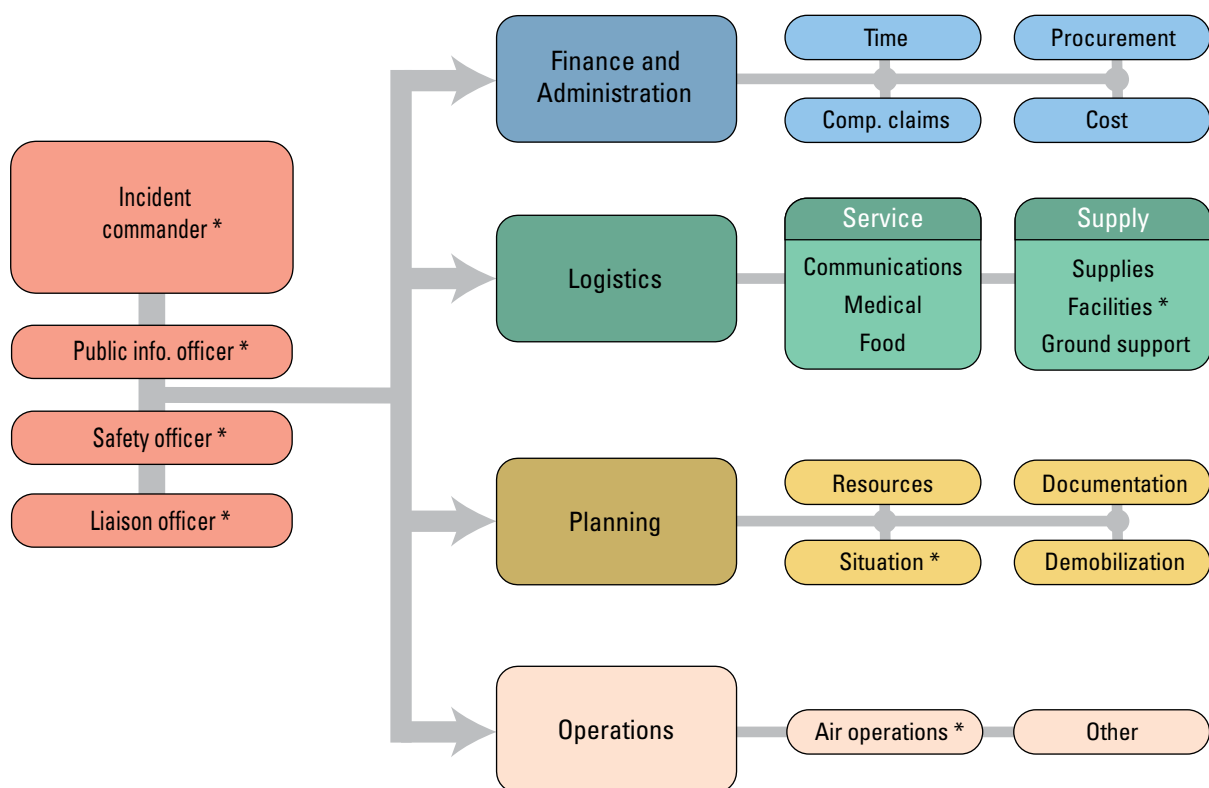 Incident
commander *
Public info. officer *
Safety officer *
Liaison officer *
Finance and
Administration
Time
Procurement
Comp. claims
Cost
Logistics
Service
Communications
Medical
Food
Supply
Supplies
Facilities *
Ground support
Planning
Resources
Documentation
Situation *
Demobilization
Operations
Air operations *
Other